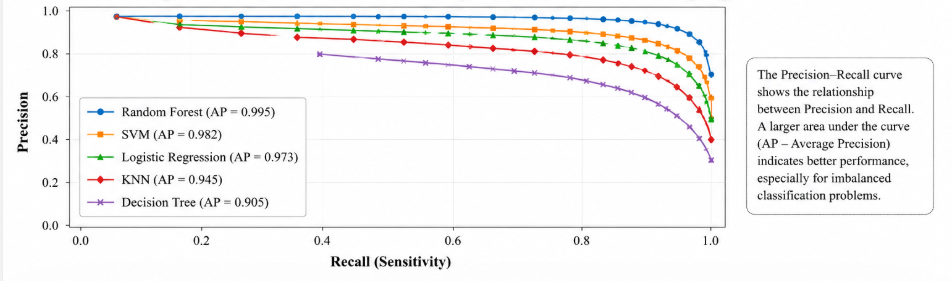 1.0
0.8
0.6
0.4
0.2
0.0
Precision
Random Forest (AP = 0.995)
SVM (AP = 0.982)
Logistic Regression (AP = 0.973)
KNN (AP = 0.945)
Decision Tree (AP = 0.905)
0.0 0.2 0.4 0.6 0.8 1.0
Recall (Sensitivity)
The Precision–Recall curve
shows the relationship
between Precision and Recall.
A larger area under the curve
(AP – Average Precision)
indicates better performance,
especially for imbalanced
classification problems.